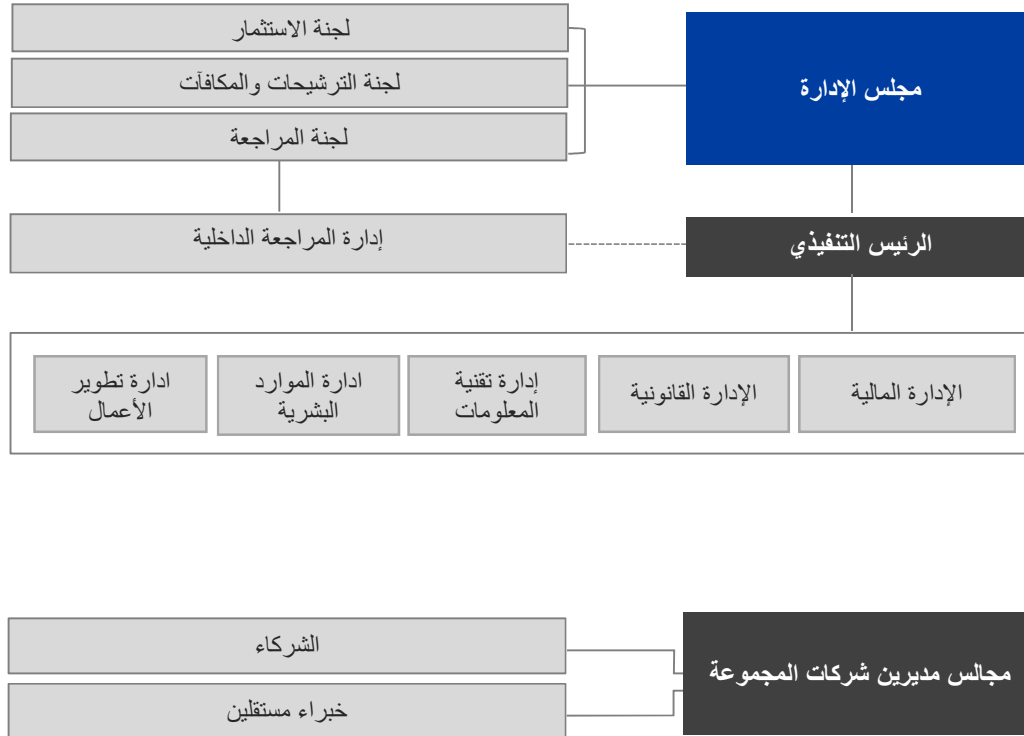 مجلس الإدارة
لجنة الاستثمار
لجنة الترشيحات والمكافآت
لجنة المراجعة
الرئيس التنفيذي
إدارة المراجعة الداخلية
الإدارة المالية
الإدارة القانونية
إدارة تقنية
المعلومات
ادارة الموارد
البشرية
ادارة تطوير
الأعمال
مجالس مديرين شركات المجموعة
الشركاء
خبراء مستقلين